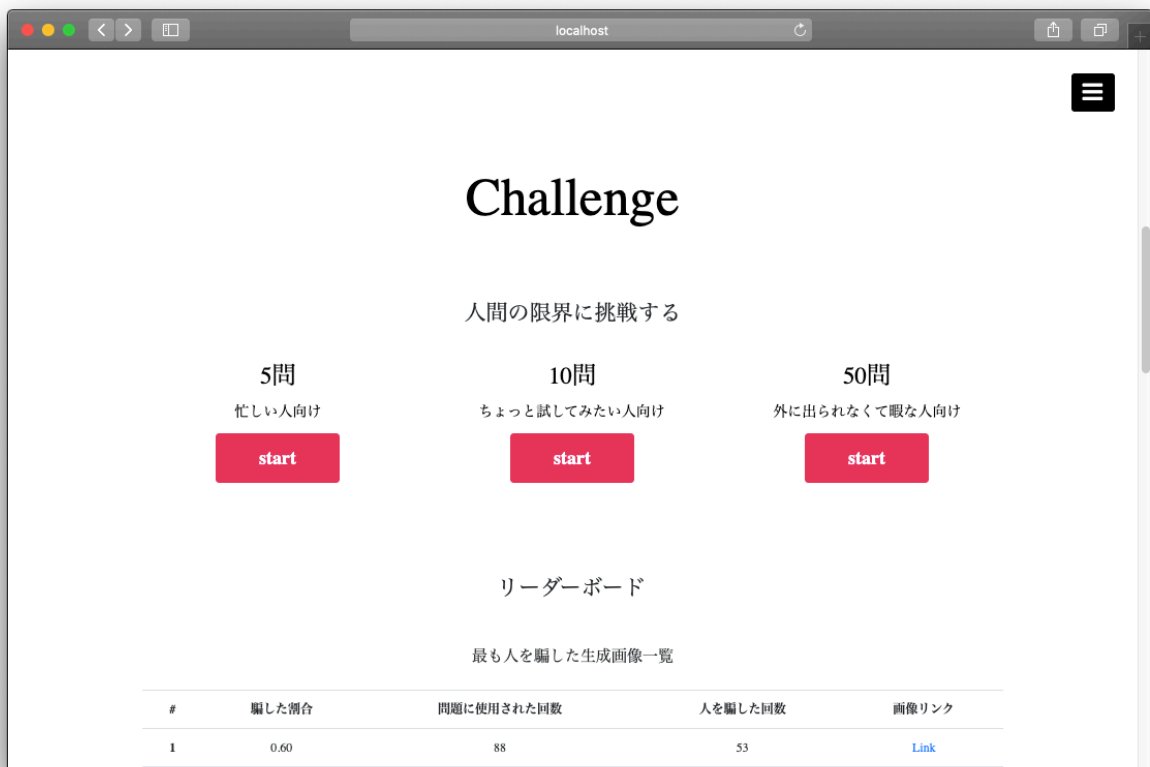 localhost
Challenge
人間の限界に挑戦する
5問
忙しい人向け
start
10問
ちょっと試してみたい人向け
start
50問
外に出られなくて暇な人向け
start
リーダーボード
最も人を騙した生成画像一覧
# 騙した割合 問題に使用された回数 人を騙した回数 画像リンク
1 0.60 88 53 Link